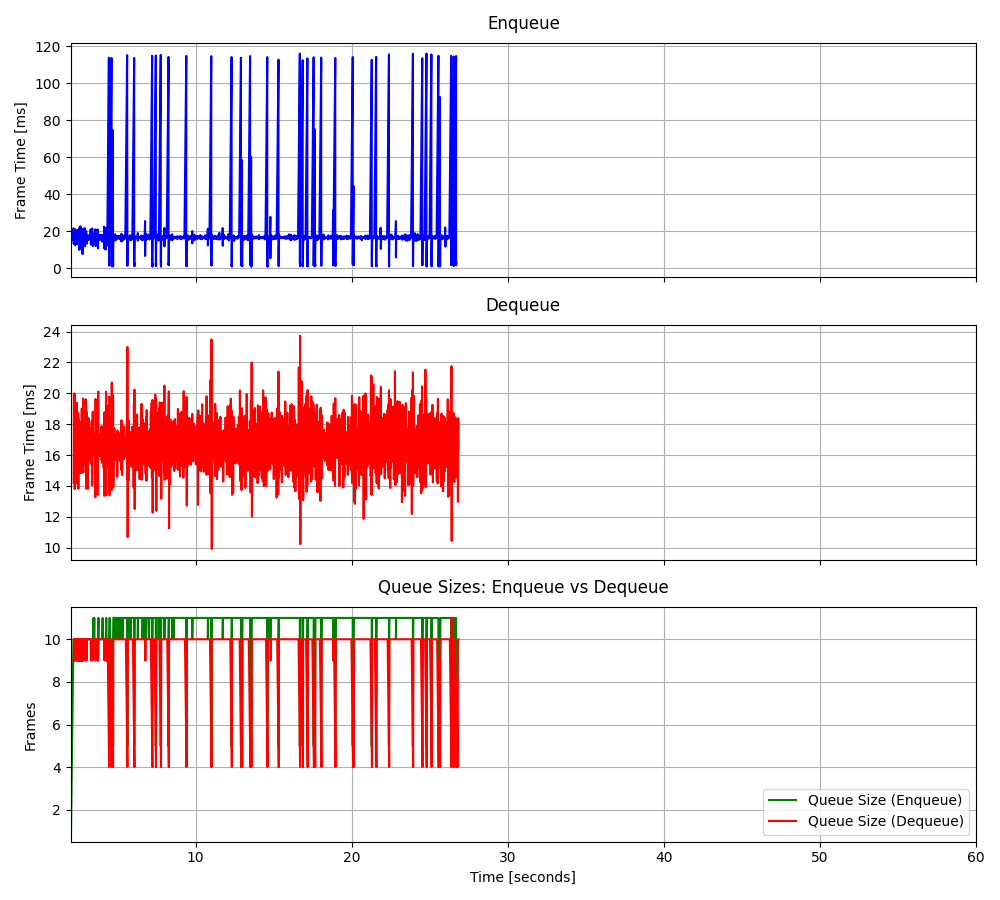 Enqueue
120
100
80
60
40
20
0
Frame Time [ms]
Dequeue
24
22
20
18
16
14
12
10
Frame Time [ms]
Queue Sizes: Enqueue vs Dequeue
10
8
6
4
2
Frames
Queue Size (Enqueue)
Queue Size (Dequeue)
10 20 30 40 50 60
Time [seconds]